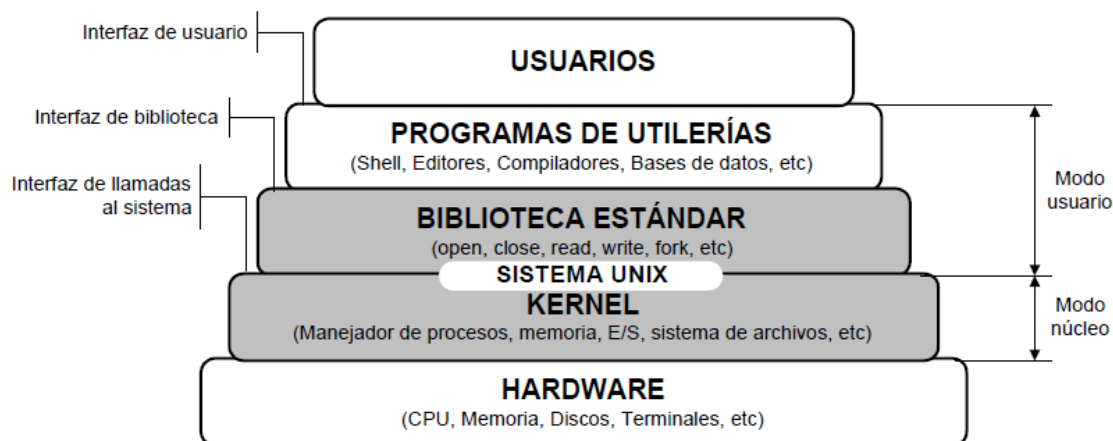 Interfaz de usuario
USUARIOS
Interfaz de biblioteca
PROGRAMAS DE UTILERÍAS
(Shell, Editores, Compiladores, Bases de datos, etc)
Interfaz de llamadas
al sistema
Modo
usuario
BIBLIOTECA ESTÁNDAR
(open, close, read, write, fork, etc)
SISTEMA UNIX
KERNEL
(Manejador de procesos, memoria, E/S, sistema de archivos, etc)
Modo
núcleo
HARDWARE
(CPU, Memoria, Discos, Terminales, etc)